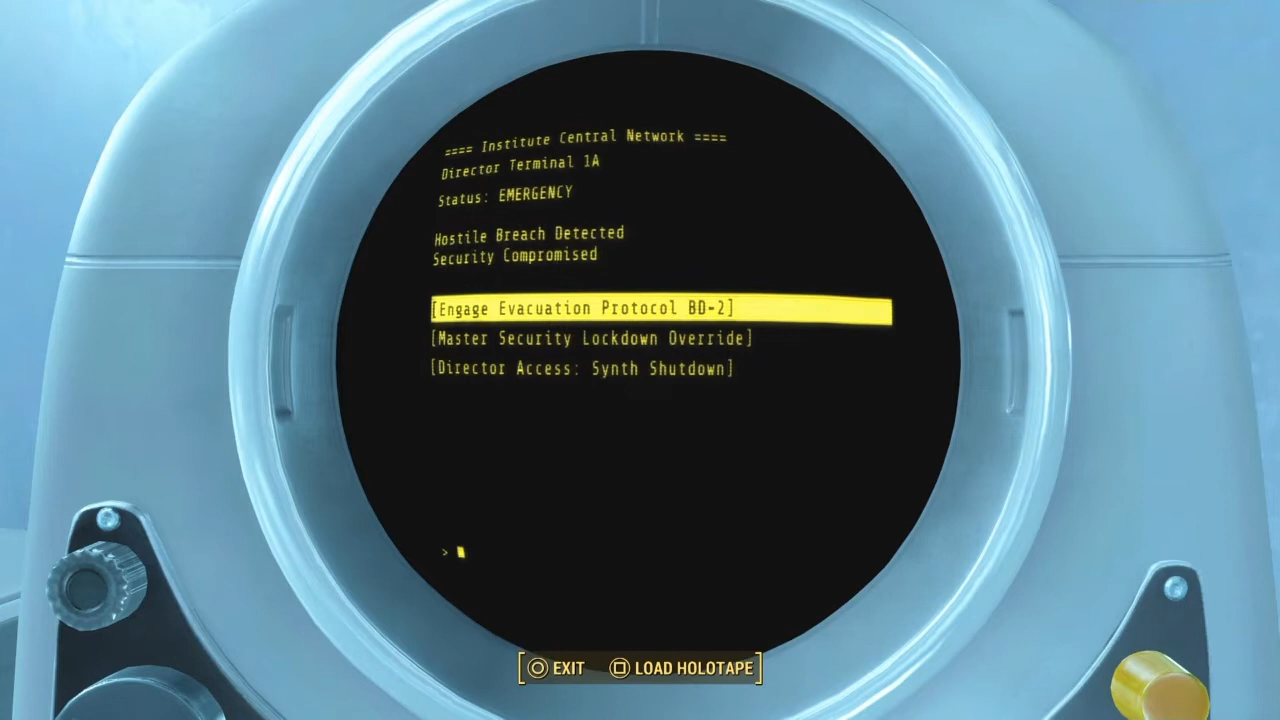 ==== Institute Central Network ====
Director Terminal 1A
Status: EMERGENCY
Hostile Breach Detected
Security Compromised
[Engage Evacuation Protocol BD-2]
[Master Security Lockdown Override]
[Director Access: Synth Shutdown]
>
EXIT LOAD HOLOTAPE